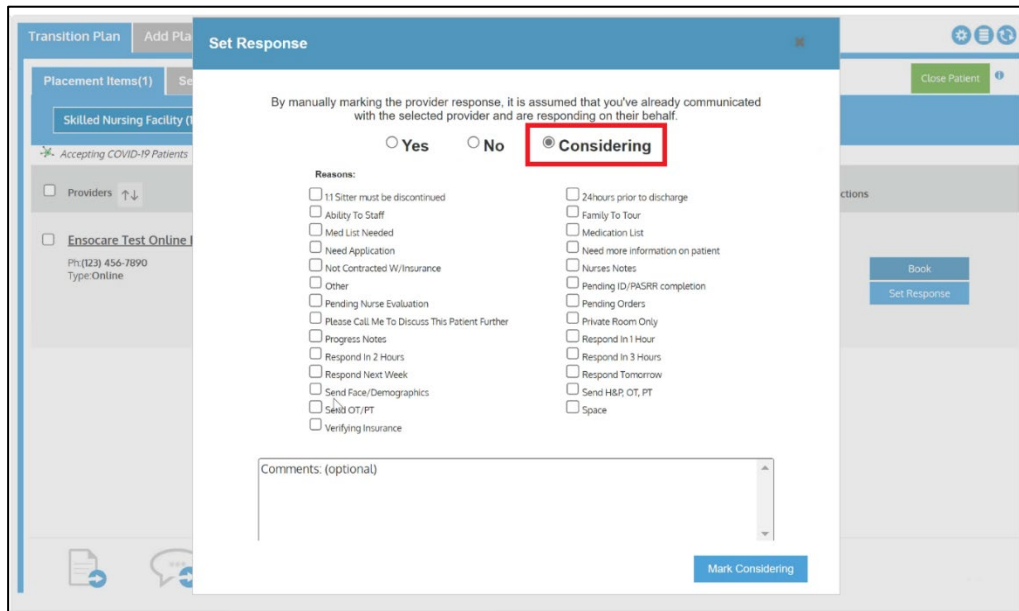 Transition Plan
Add Pla
Set Response
Placement Items(1)
Se
Close Patient
Skilled Nursing Facility (1
Accepting COVID-19 Patients
Providers
ctions
Ensocare Test Online
Ph:(123) 456-7890
Type:Online
Book
Set Response
By manually marking the provider response, it is assumed that you've already communicated
with the selected provider and are responding on their behalf.
Yes No Considering
Reasons:
1:1 Sitter must be discontinued
24hours prior to discharge
Ability To Staff
Family To Tour
Med List Needed
Medication List
Need Application
Need more information on patient
Not Contracted W/Insurance
Nurses Notes
Other
Pending ID/PASRR completion
Pending Nurse Evaluation
Pending Orders
Please Call Me To Discuss This Patient Further
Private Room Only
Progress Notes
Respond In 1 Hour
Respond In 2 Hours
Respond In 3 Hours
Respond Next Week
Respond Tomorrow
Send Face/Demographics
Send H&P, OT, PT
Send OT/PT
Space
Verifying Insurance
Comments: (optional)
Mark Considering